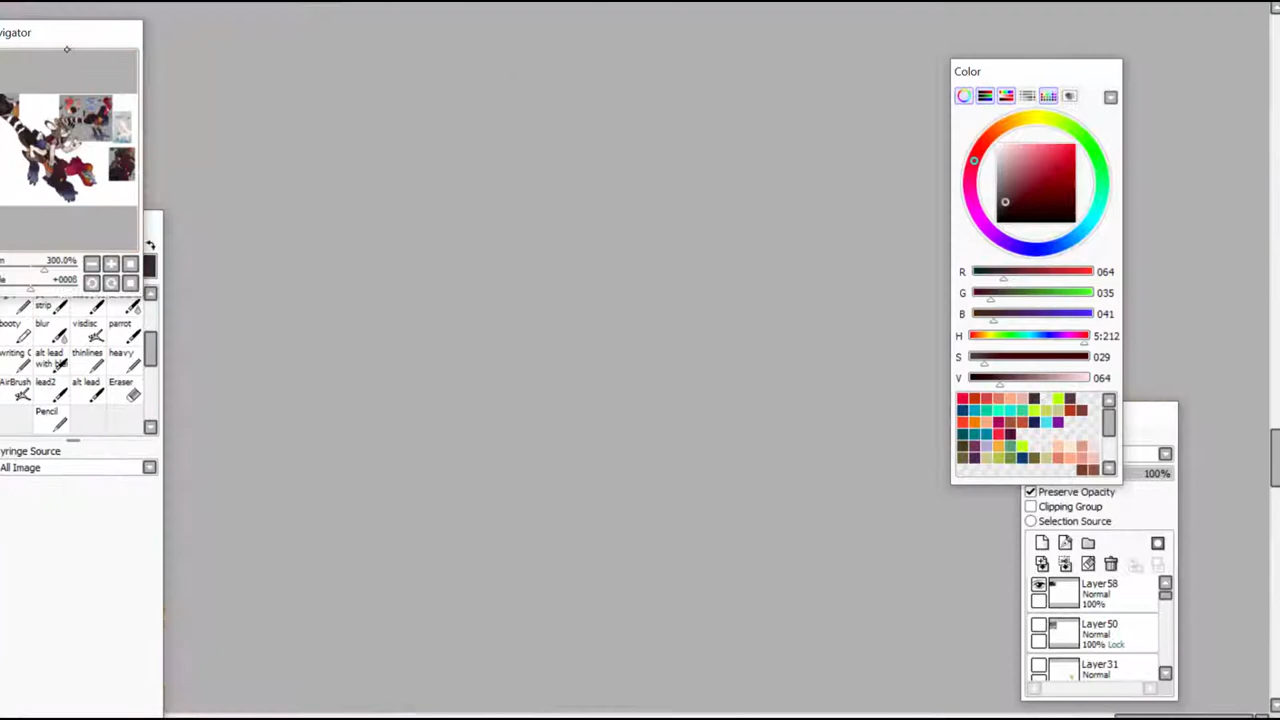 vigator
300.0%
+0008
strip
booty blur visdisc parrot
writing alt lead thinlines heavy
with
AirBrush lead2 alt lead Eraser
Pencil
yringe Source
All Image
Color
R 064
G 035
B 041
H 5:212
S 029
V 064
100%
Preserve Opacity
Clipping Group
Selection Source
Layer58
Normal
100%
Layer50
Normal
100% Lock
Layer31
Normal